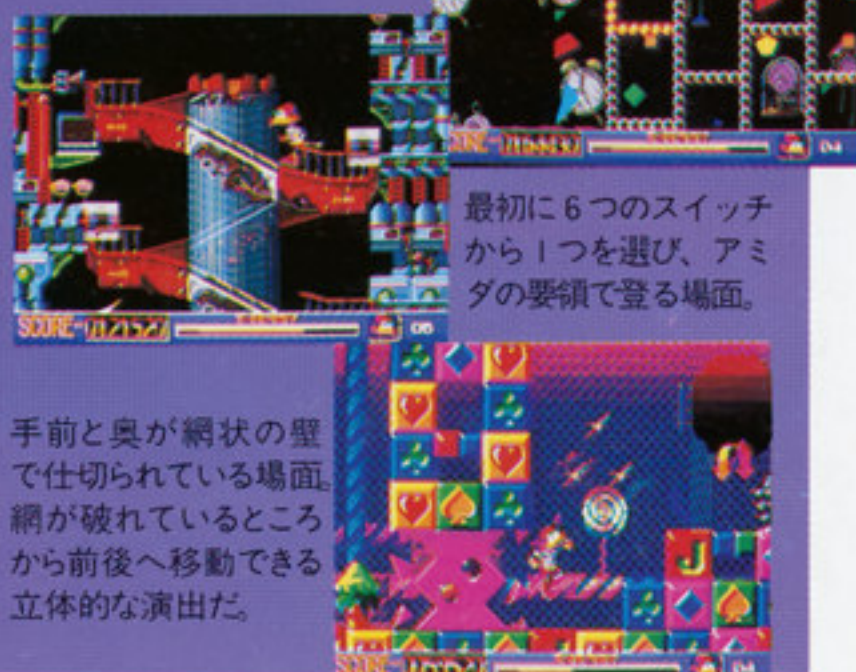 04
最初に6つのスイッチ
から1つを選び、アミ
ダの要領で登る場面。
SCORE 06
手前と奥が網状の壁
で仕切られている場面。
網が破れているところ
から前後へ移動できる
立体的な演出だ。
J